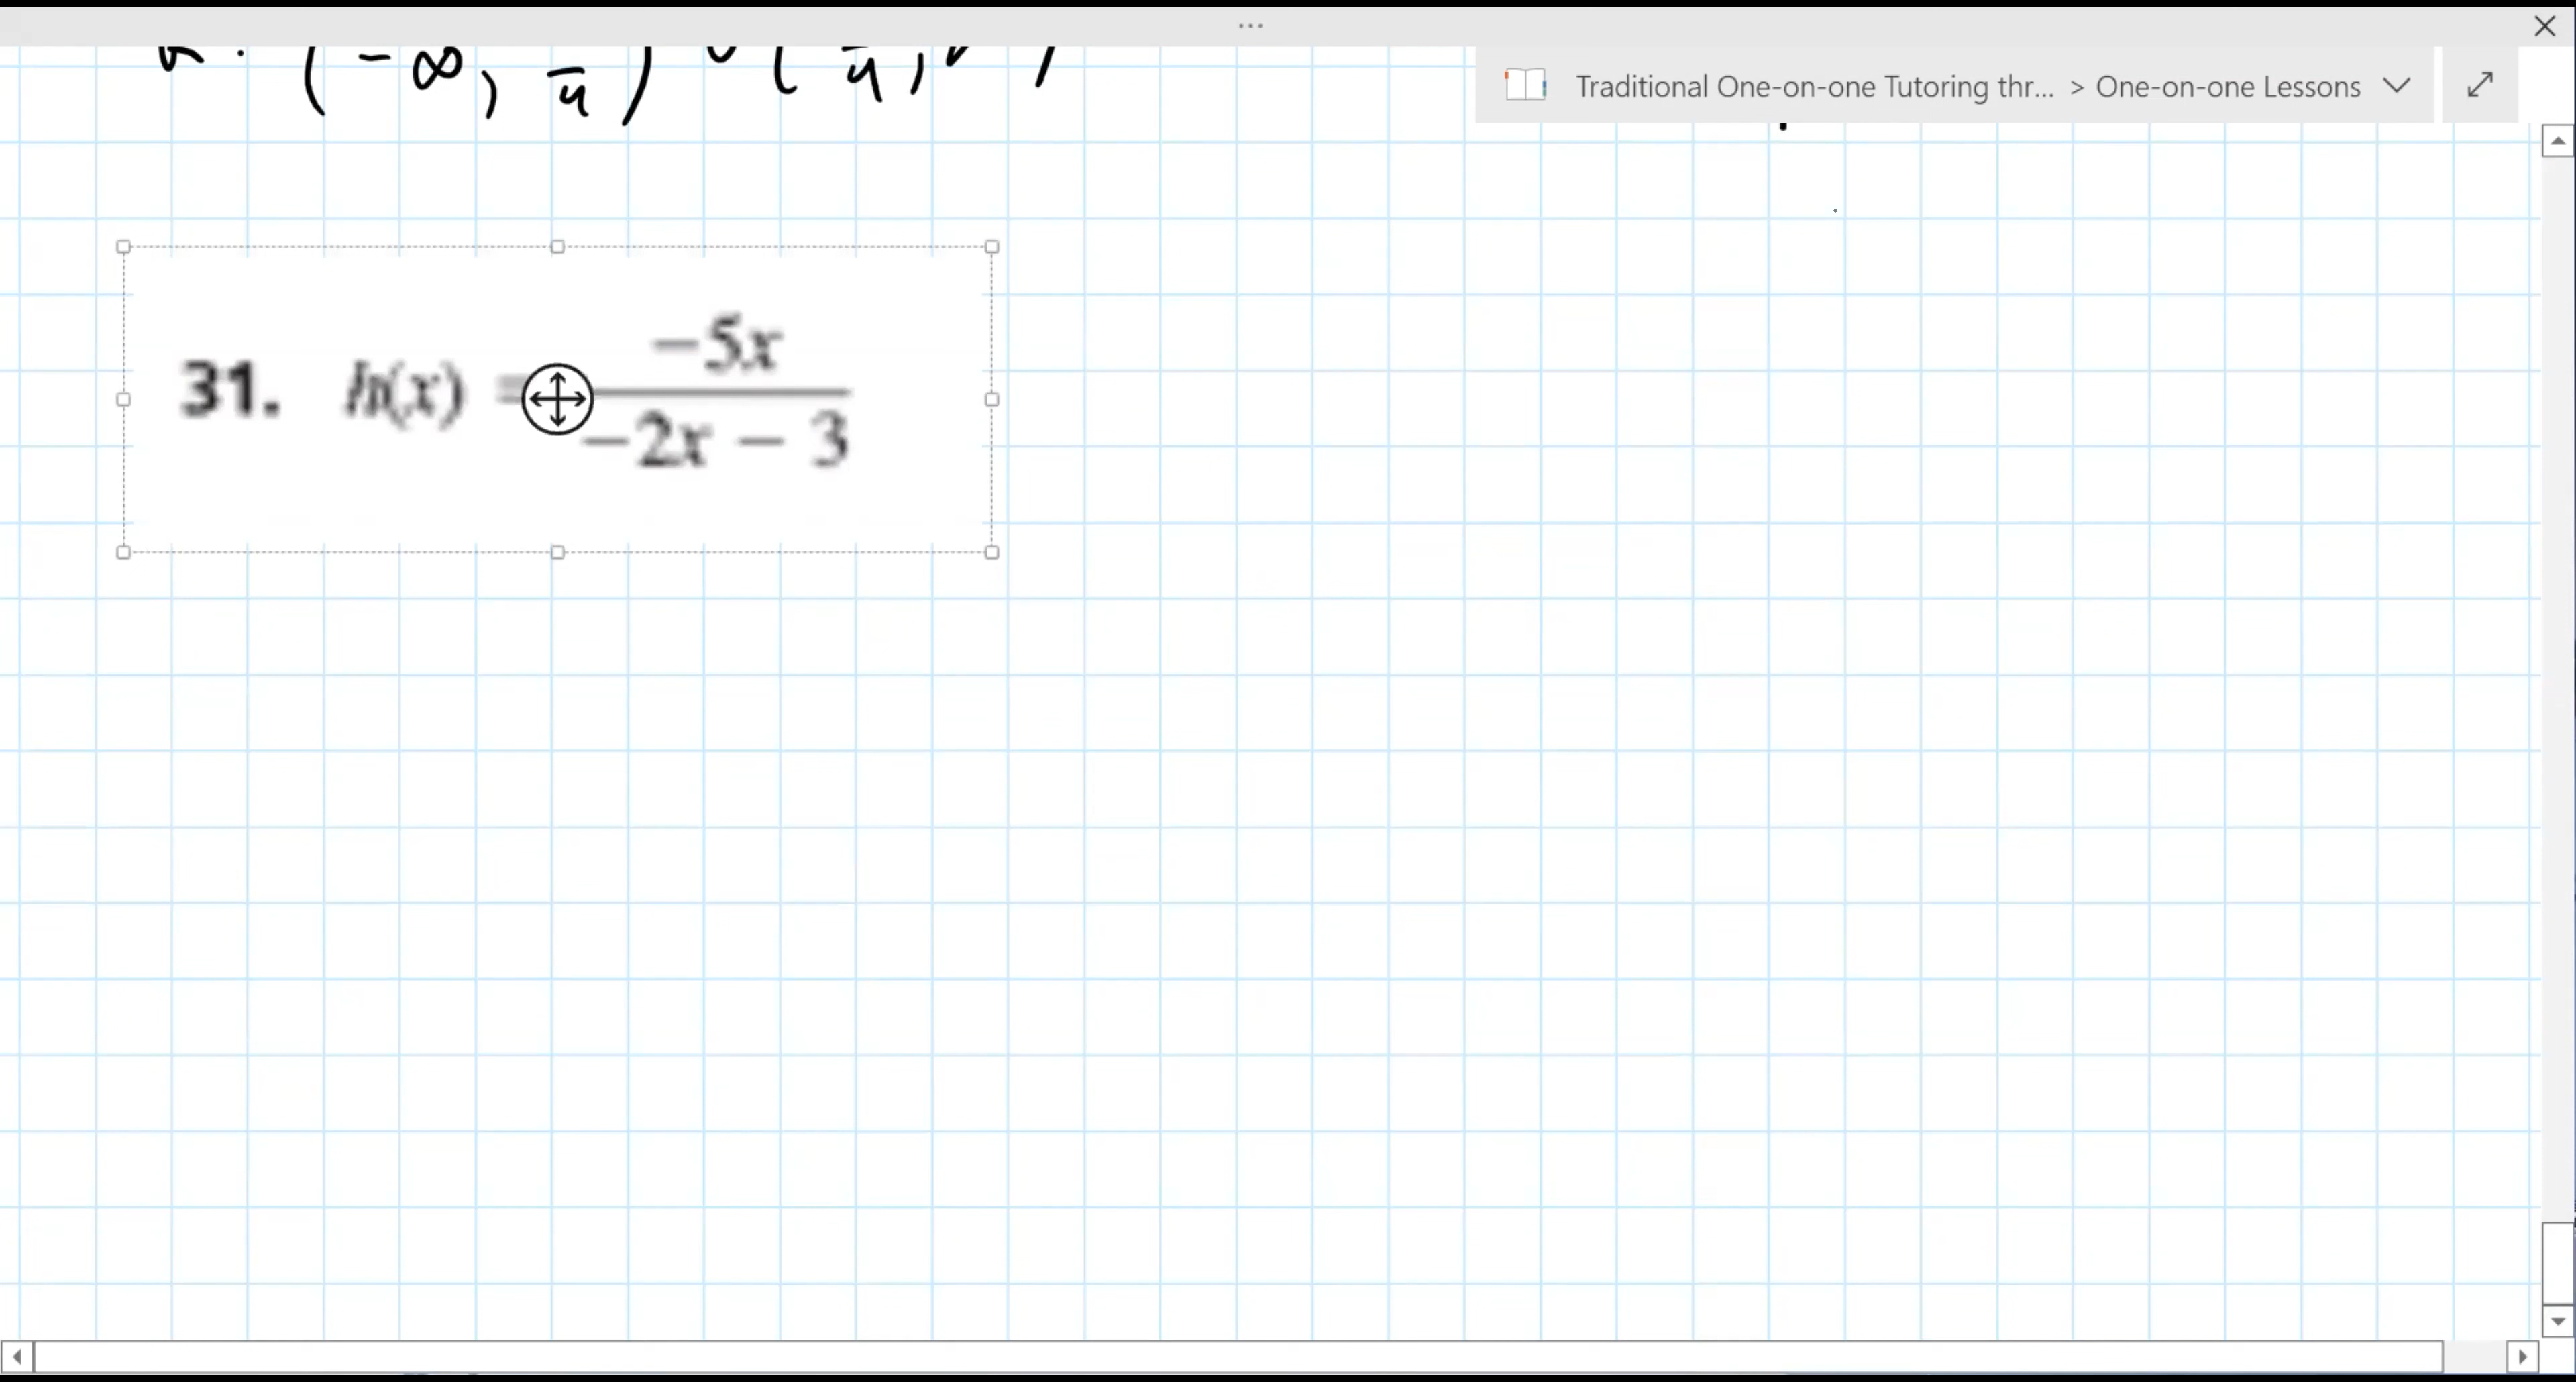 (-∞,
Traditional One-on-one Tutoring thr... > One-on-one Lessons
31. h(x) = -5x / -2x - 3